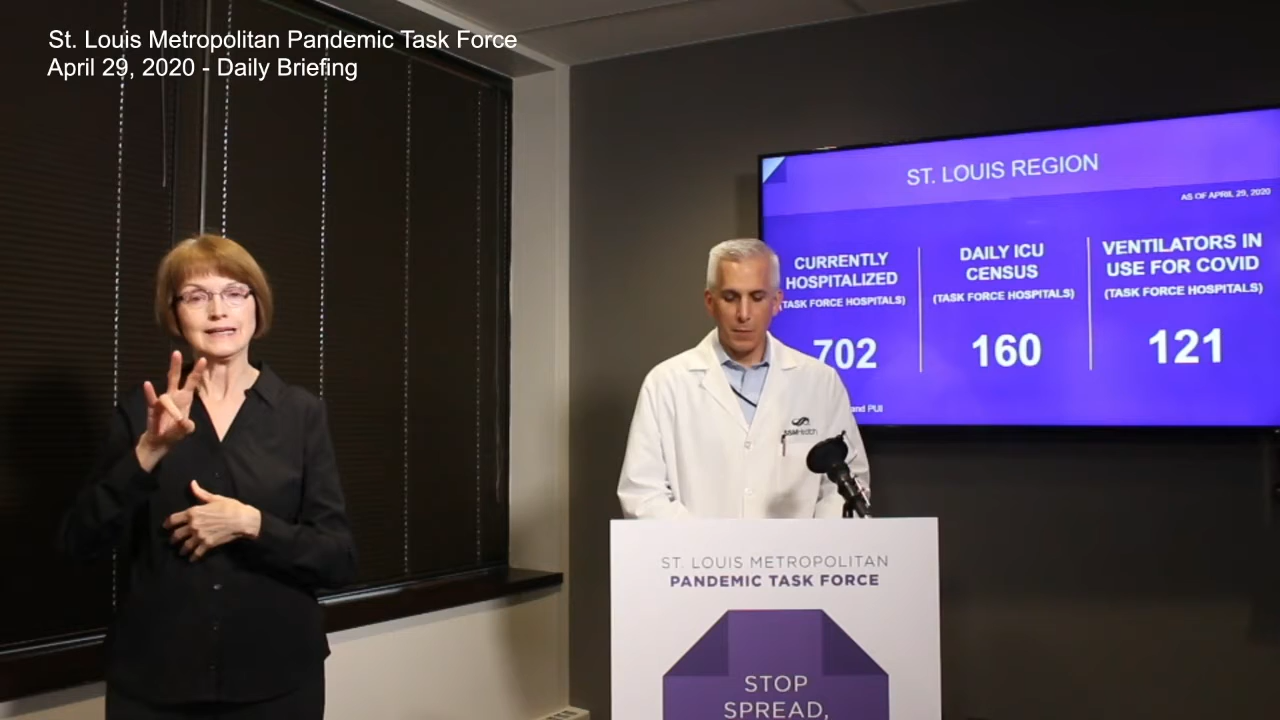 St. Louis Metropolitan Pandemic Task Force
April 29, 2020 - Daily Briefing
ST. LOUIS REGION
AS OF APRIL 29, 2020
CURRENTLY
HOSPITALIZED
(TASK FORCE HOSPITALS)
702
DAILY ICU
CENSUS
(TASK FORCE HOSPITALS)
160
VENTILATORS IN
USE FOR COVID
(TASK FORCE HOSPITALS)
121
and PUI
ST. LOUIS METROPOLITAN
PANDEMIC TASK FORCE
STOP
SPREAD,